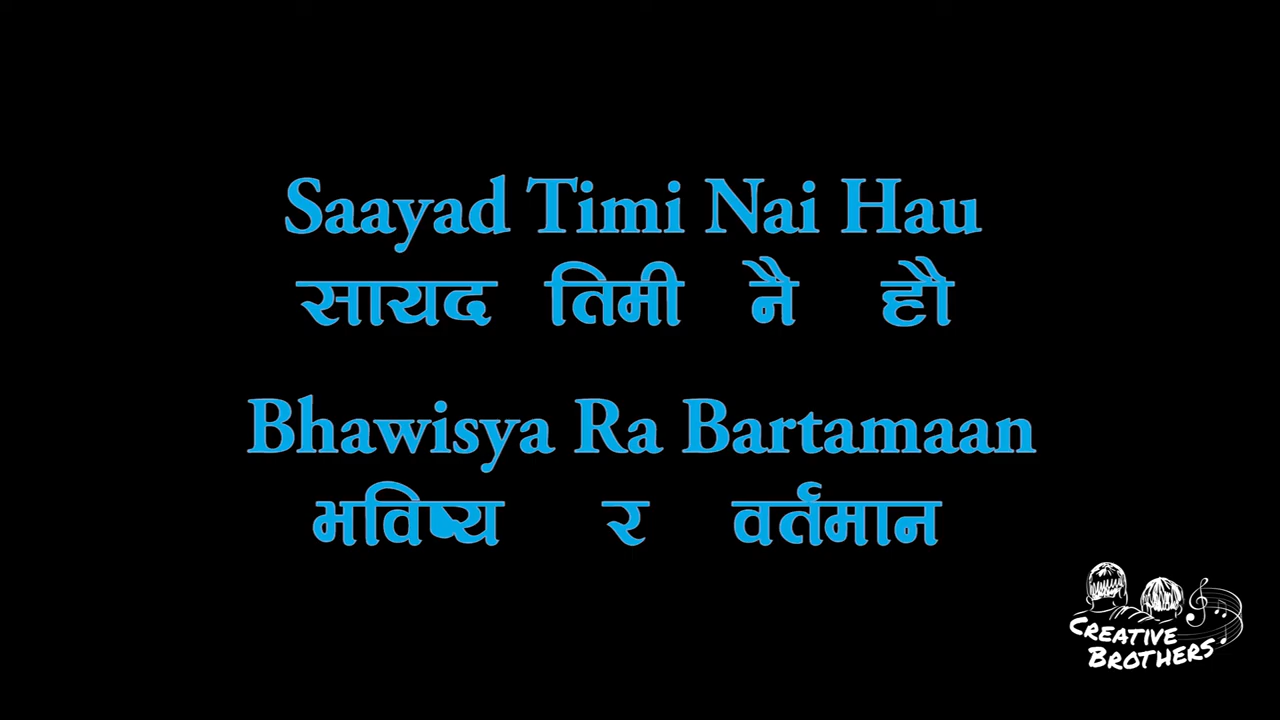 Saayad Timi Nai Hau
सायद तिमी नै हौ
Bhawisya Ra Bartamaan
भविष्य र वर्तमान
CREATIVE
BROTHERS